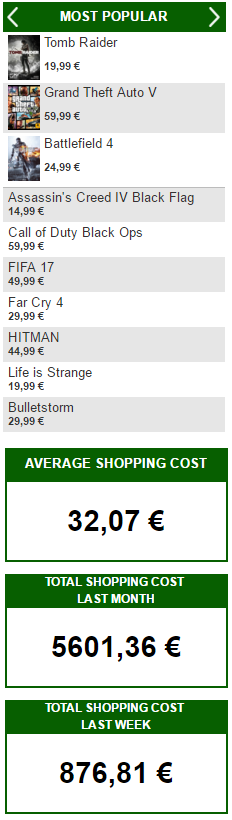 MOST POPULAR
Tomb Raider
19,99 €
Grand Theft Auto V
59,99 €
Battlefield 4
24,99 €
Assassin's Creed IV Black Flag
14,99 €
Call of Duty Black Ops
59,99 €
FIFA 17
49,99 €
Far Cry 4
29,99 €
HITMAN
44,99 €
Life is Strange
19,99 €
Bulletstorm
29,99 €
AVERAGE SHOPPING COST
32,07 €
TOTAL SHOPPING COST
LAST MONTH
5601,36 €
TOTAL SHOPPING COST
LAST WEEK
876,81 €